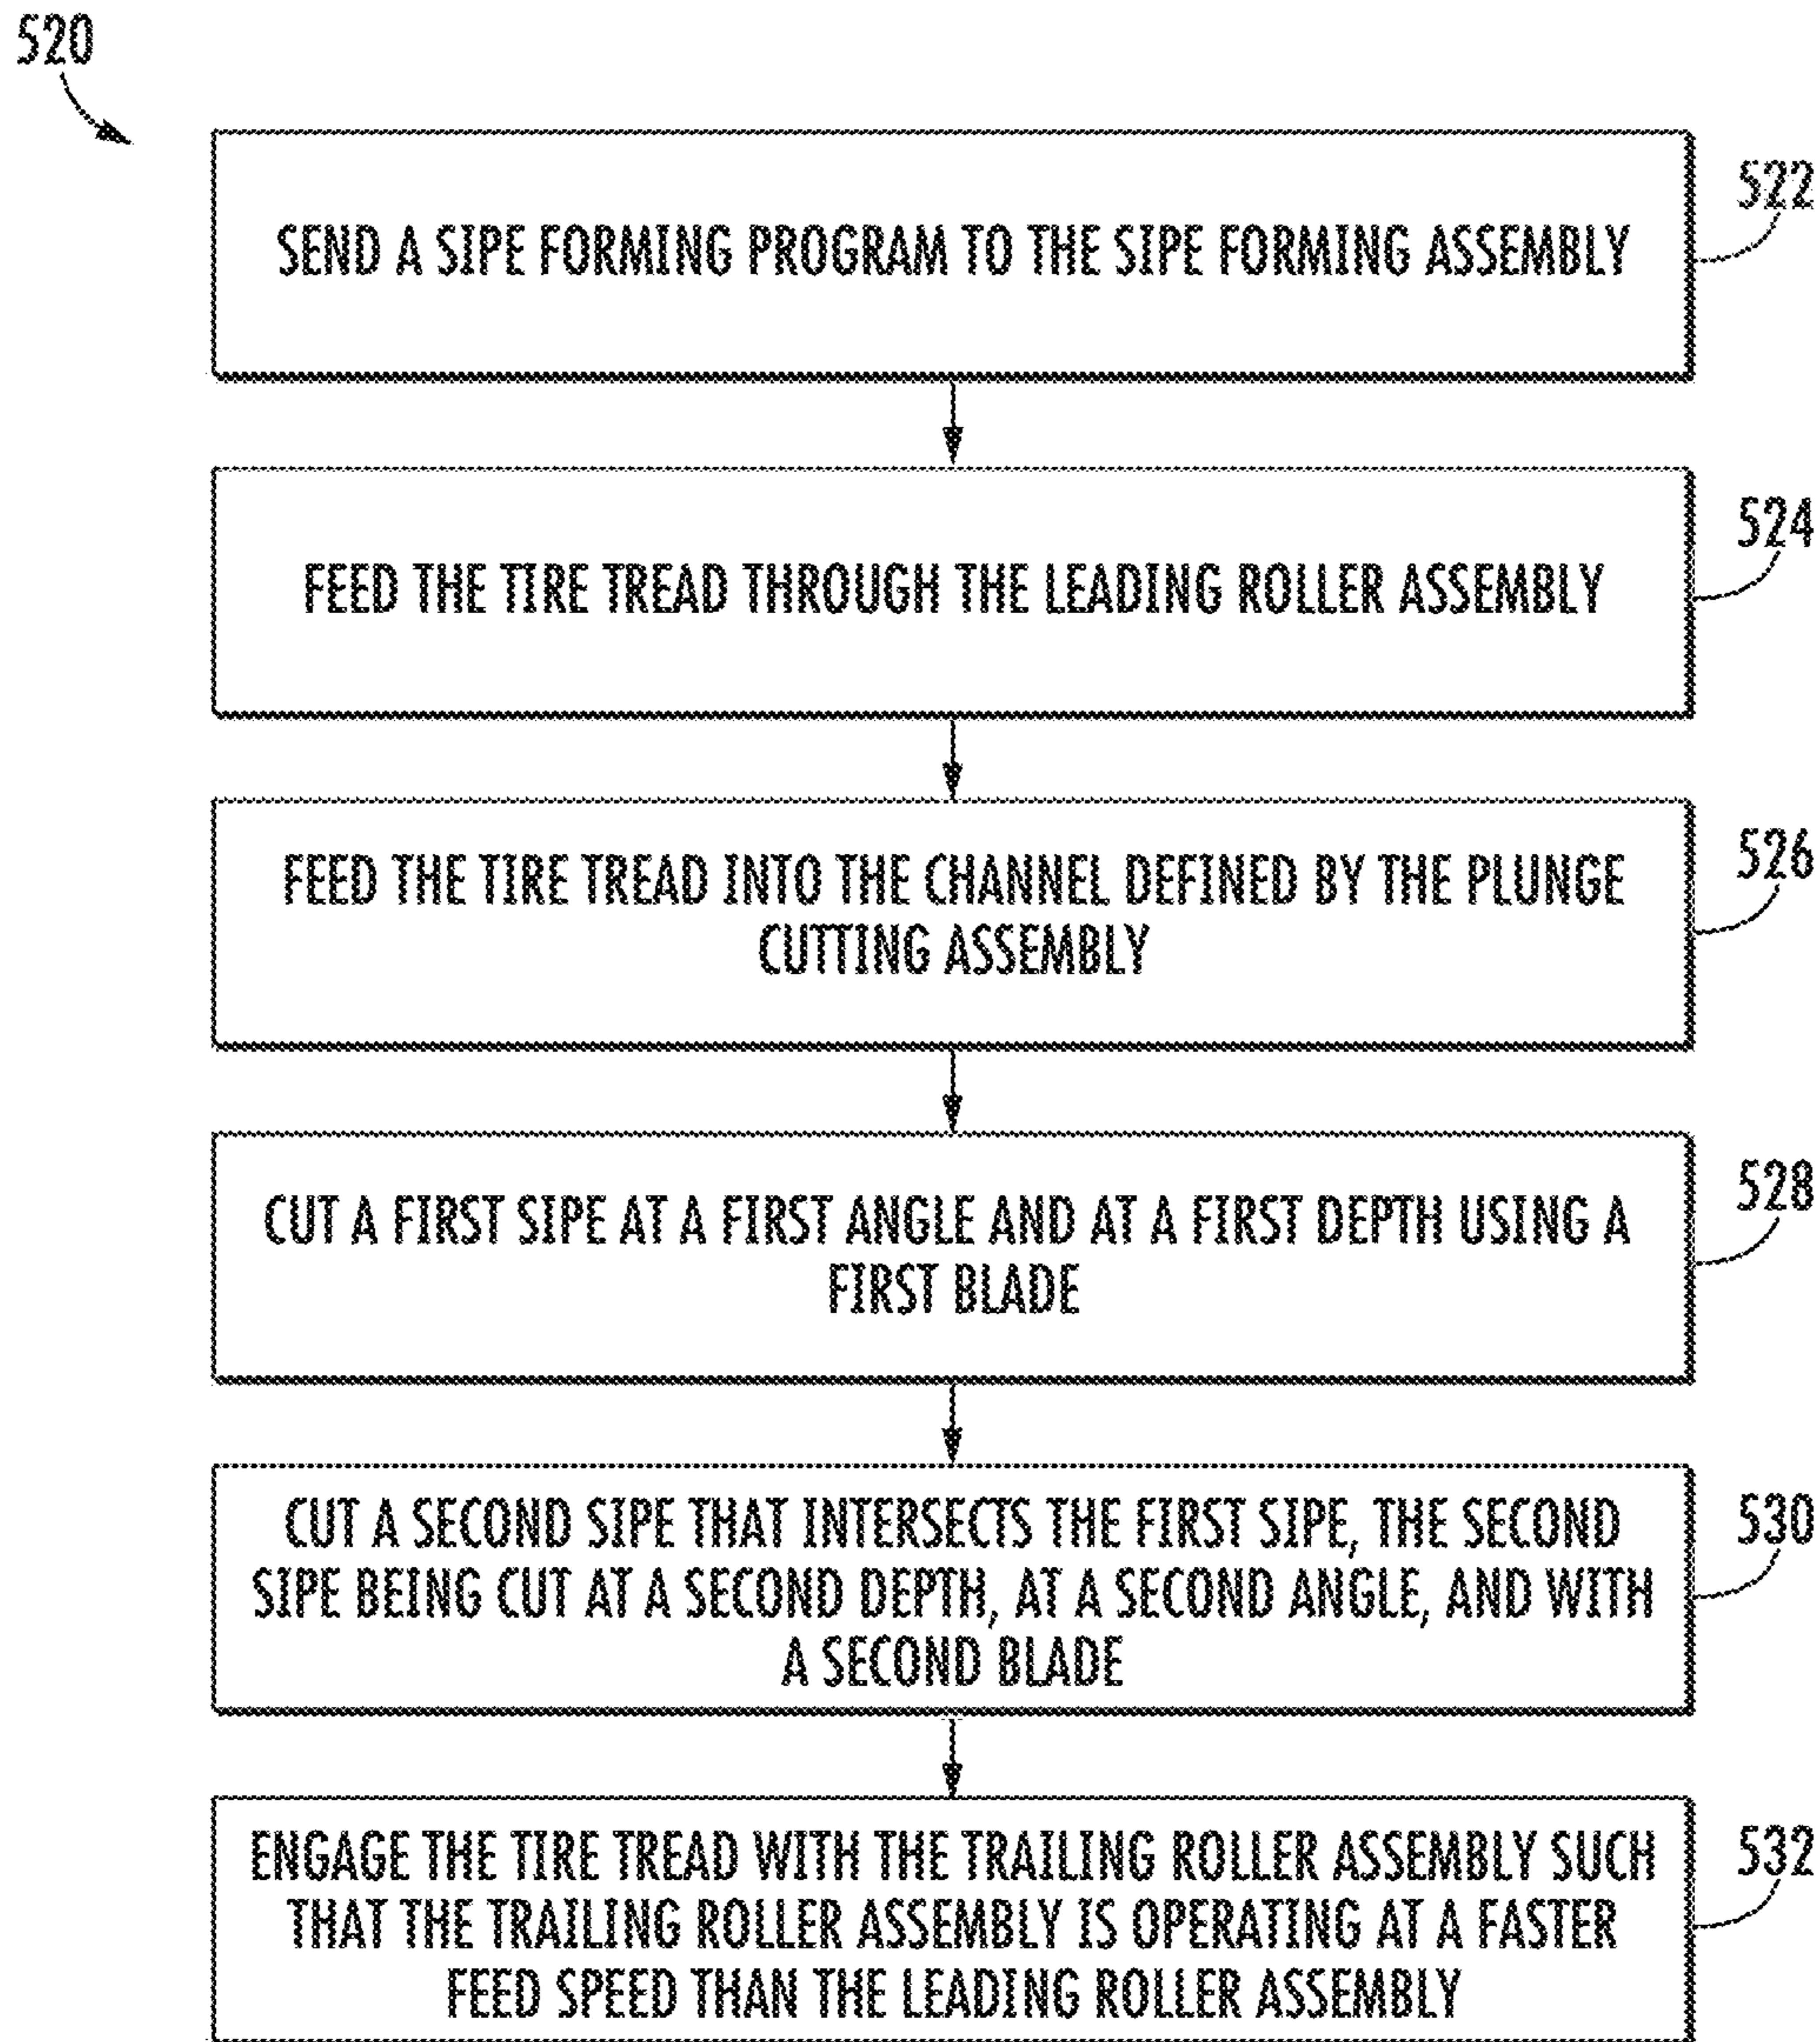 520
SEND A SIPE FORMING PROGRAM TO THE SIPE FORMING ASSEMBLY
522
FEED THE TIRE TREAD THROUGH THE LEADING ROLLER ASSEMBLY
524
FEED THE TIRE TREAD INTO THE CHANNEL DEFINED BY THE PLUNGE
CUTTING ASSEMBLY
526
CUT A FIRST SIPE AT A FIRST ANGLE AND AT A FIRST DEPTH USING A
FIRST BLADE
528
CUT A SECOND SIPE THAT INTERSECTS THE FIRST SIPE, THE SECOND
SIPE BEING CUT AT A SECOND DEPTH, AT A SECOND ANGLE, AND WITH
A SECOND BLADE
530
ENGAGE THE TIRE TREAD WITH THE TRAILING ROLLER ASSEMBLY SUCH
THAT THE TRAILING ROLLER ASSEMBLY IS OPERATING AT A FASTER
FEED SPEED THAN THE LEADING ROLLER ASSEMBLY
532